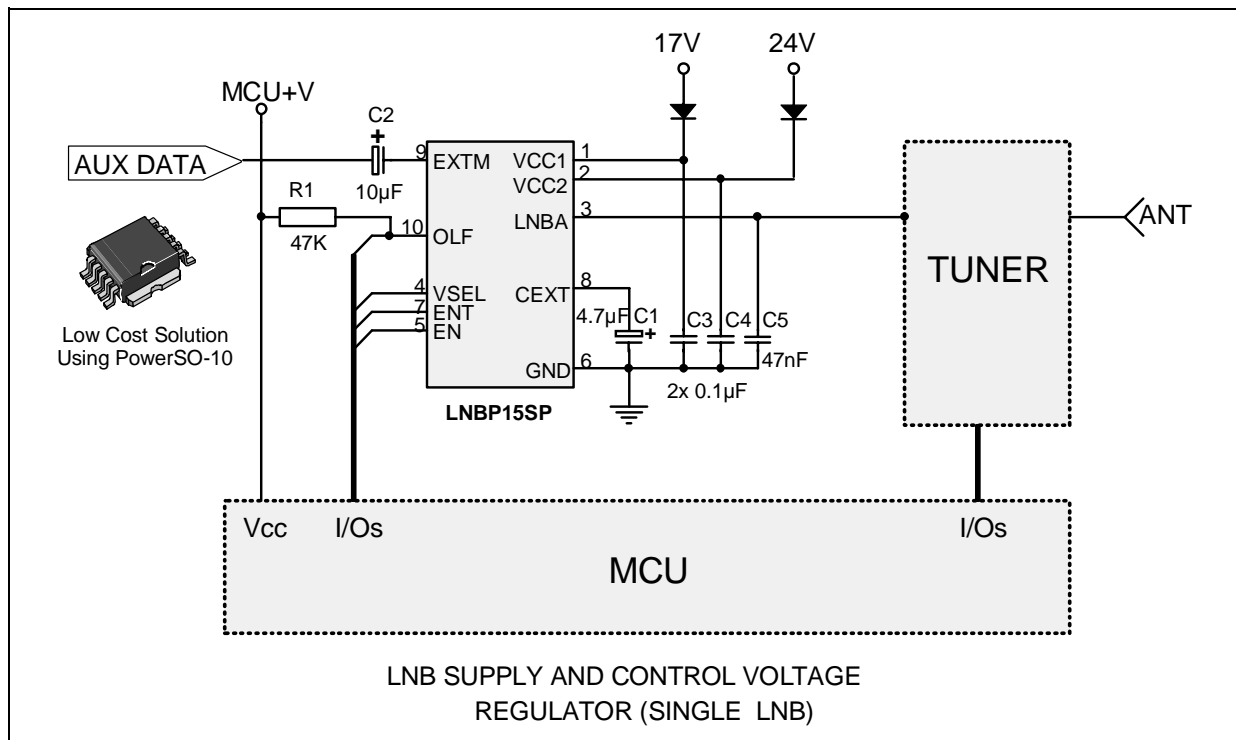 17V
24V
MCU+V
C2
+
AUX DATA
9
EXTM
VCC1
1
10µF
VCC2
2
R1
LNBA
3
ANT
47K
10
OLF
TUNER
4
VSEL
CEXT
8
7
ENT
4.7µF
C1
C3
C4
C5
5
EN
+
47nF
Low Cost Solution
Using PowerSO-10
GND
6
2x 0.1µF
LNBP15SP
Vcc
I/Os
I/Os
MCU
LNB SUPPLY AND CONTROL VOLTAGE
REGULATOR (SINGLE LNB)